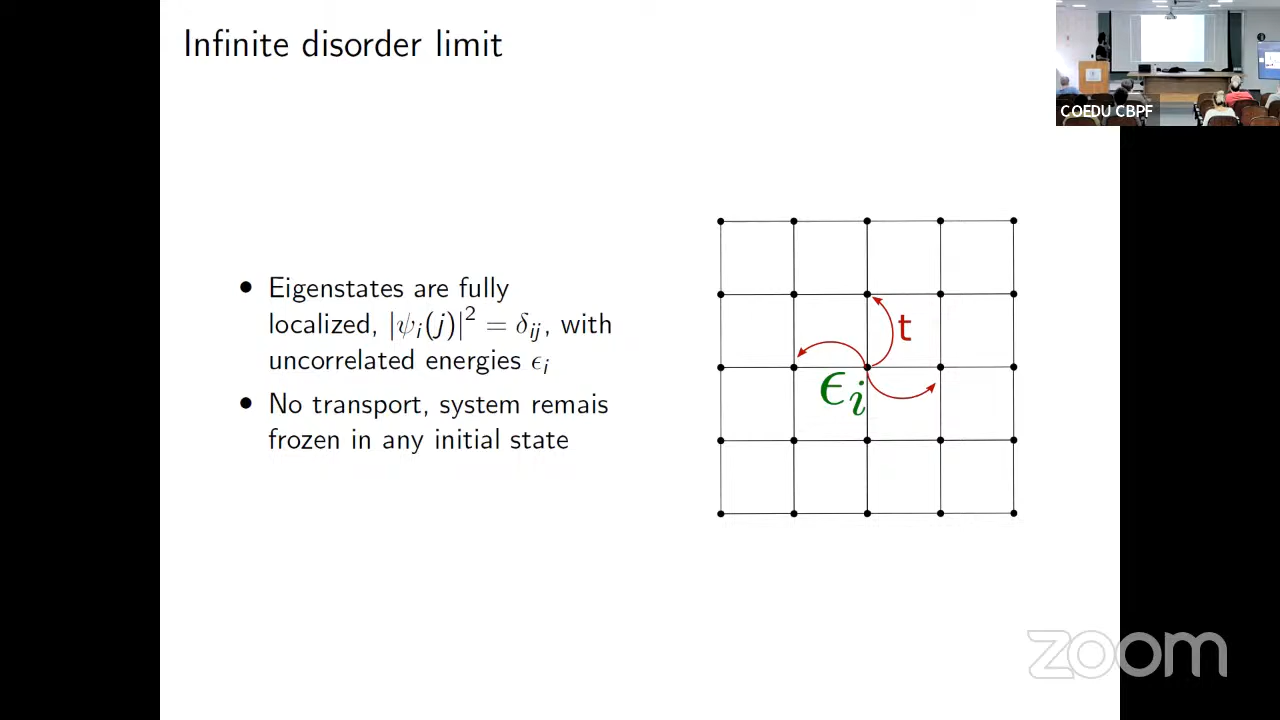 Infinite disorder limit
COEDU CBPF
• Eigenstates are fully
localized, |ψᵢ(j)|² = δᵢⱼ, with
uncorrelated energies ϵᵢ
• No transport, system remais
frozen in any initial state
t
ϵᵢ
zoom